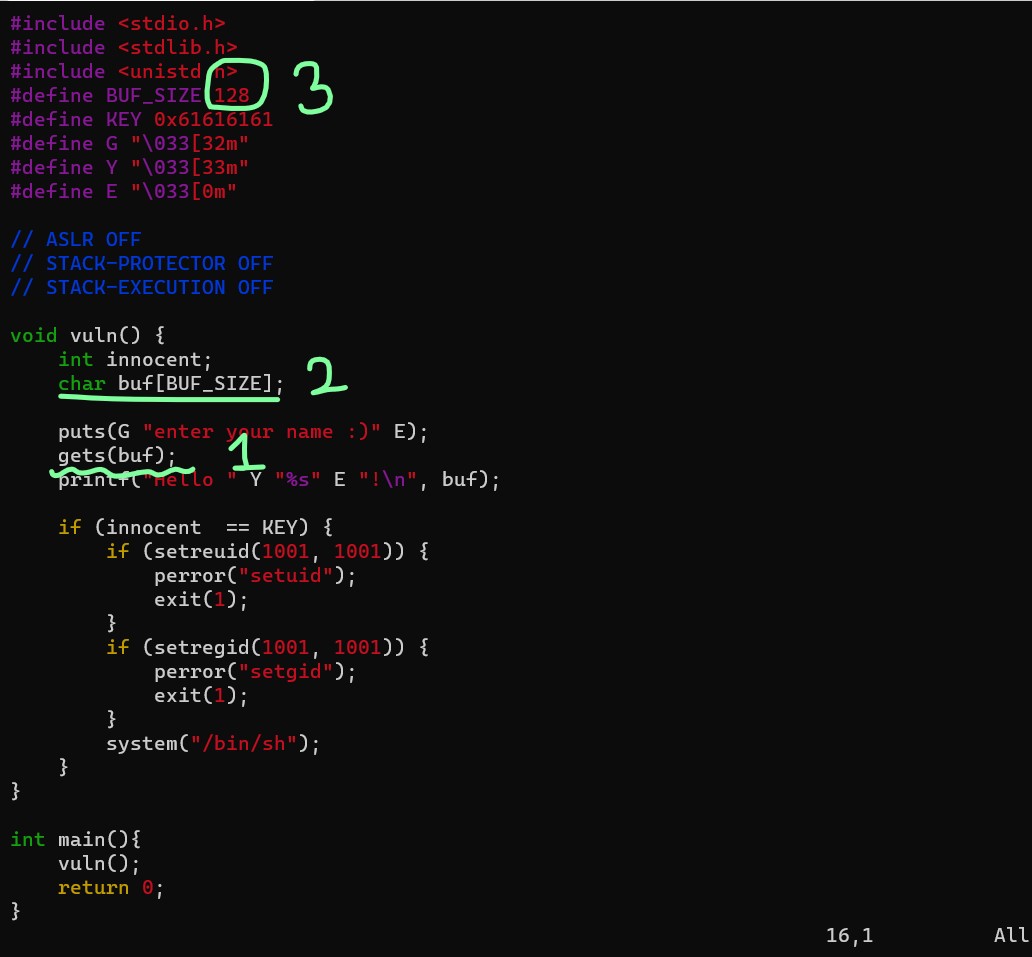 #include <stdio.h>
#include <stdlib.h>
#include <unistd.h>
#define BUF_SIZE 128
3
#define KEY 0x61616161
#define G "\033[32m"
#define Y "\033[33m"
#define E "\033[0m"
// ASLR OFF
// STACK-PROTECTOR OFF
// STACK-EXECUTION OFF
void vuln() {
int innocent;
char buf[BUF_SIZE];
2
puts(G "enter your name :)" E);
gets(buf);
1
printf("Hello " Y "%s" E "!\n", buf);
if (innocent  == KEY) {
if (setreuid(1001, 1001)) {
perror("setuid");
exit(1);
}
if (setregid(1001, 1001)) {
perror("setgid");
exit(1);
}
system("/bin/sh");
}
}
int main(){
vuln();
return 0;
}
16,1 All